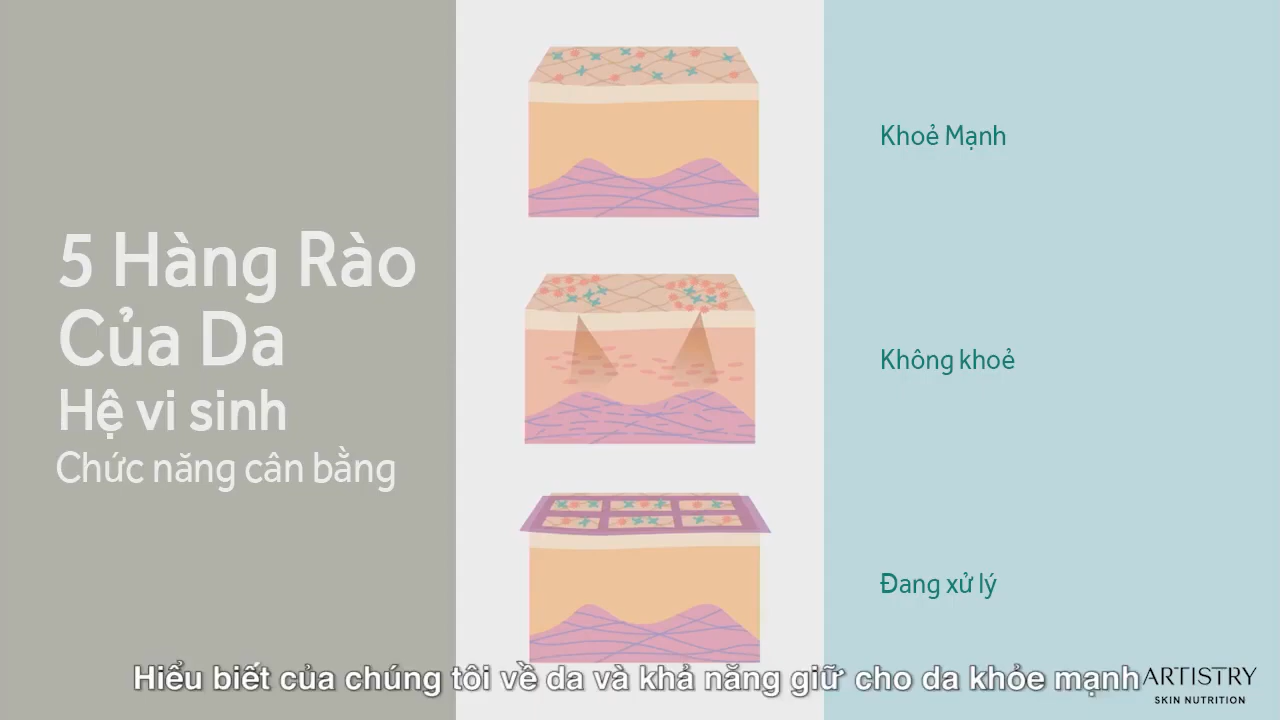 5 Hàng Rào
Của Da
Hệ vi sinh
Chức năng cân bằng
Khoẻ Mạnh
Không khoẻ
Đang xử lý
Hiểu biết của chúng tôi về da và khả năng giữ cho da khỏe mạnh
ARTISTRY
SKIN NUTRITION